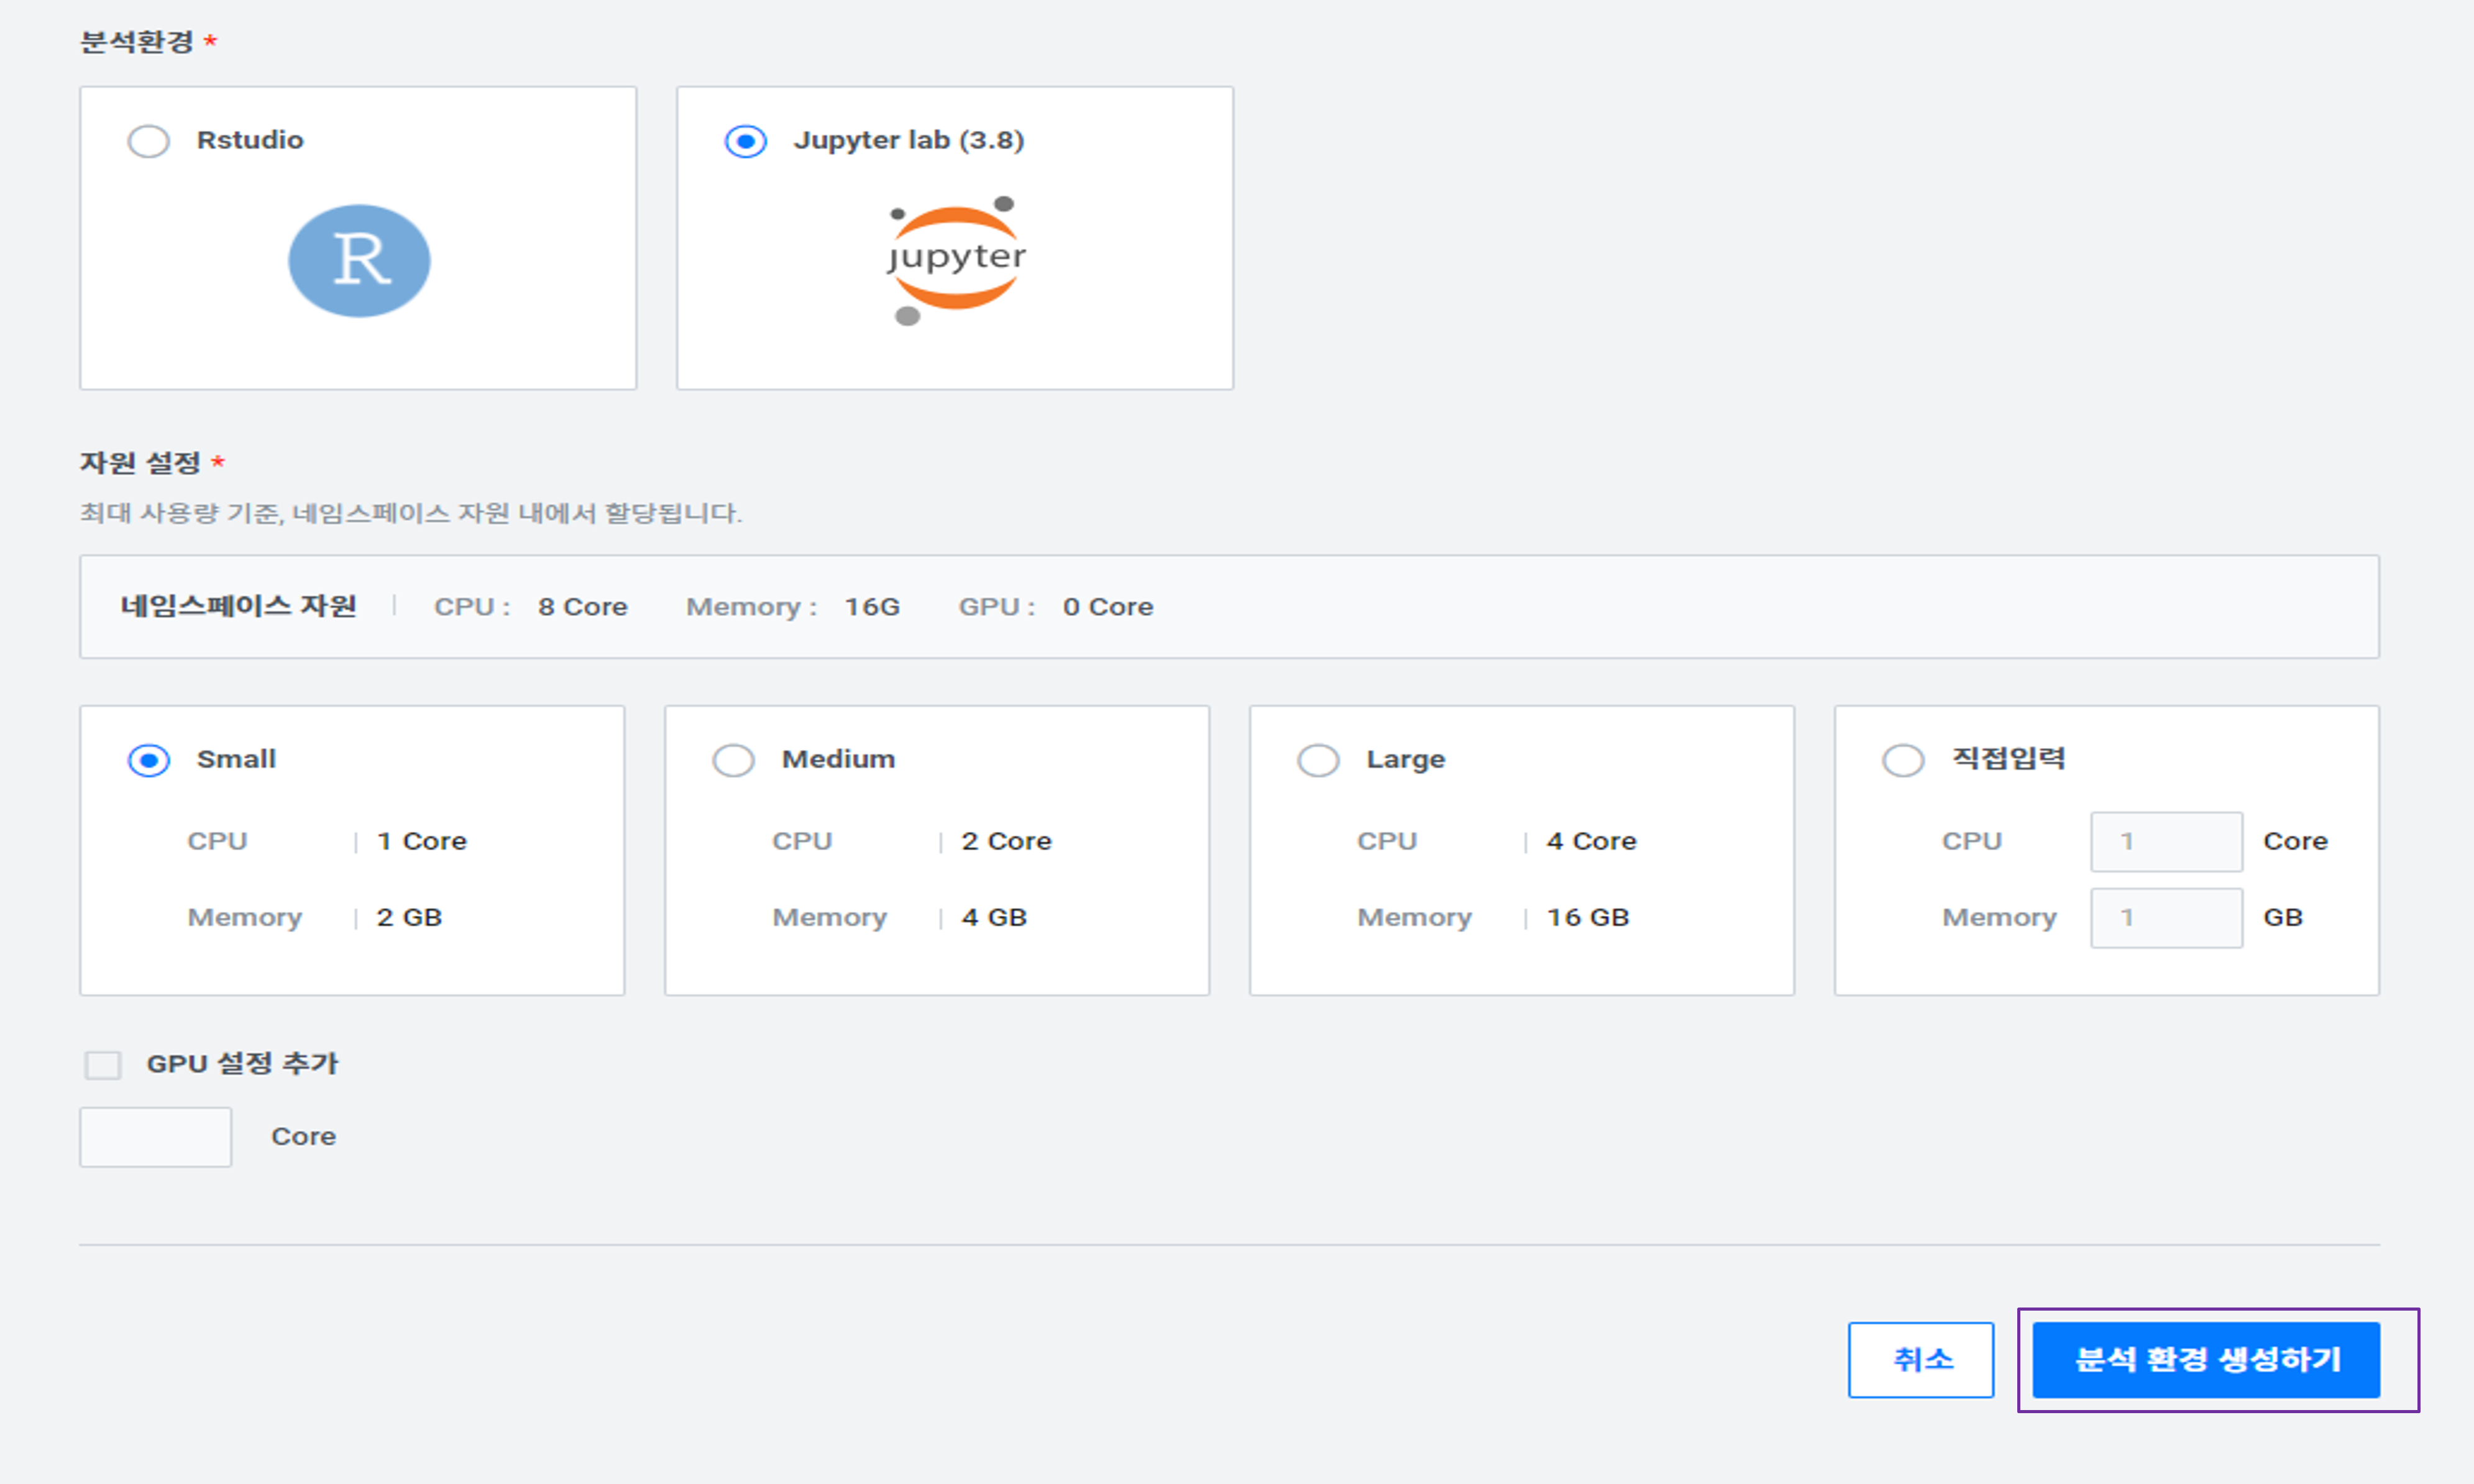 분석환경 *
Rstudio
Jupyter lab (3.8)
R
jupyter
자원 설정 *
최대 사용량 기준, 네임스페이스 자원 내에서 할당됩니다.
네임스페이스 자원 | CPU : 8 Core Memory : 16G GPU : 0 Core
Small
CPU | 1 Core
Memory | 2 GB
Medium
CPU | 2 Core
Memory | 4 GB
Large
CPU | 4 Core
Memory | 16 GB
직접입력
CPU 1 Core
Memory 1 GB
GPU 설정 추가
Core
취소
분석 환경 생성하기